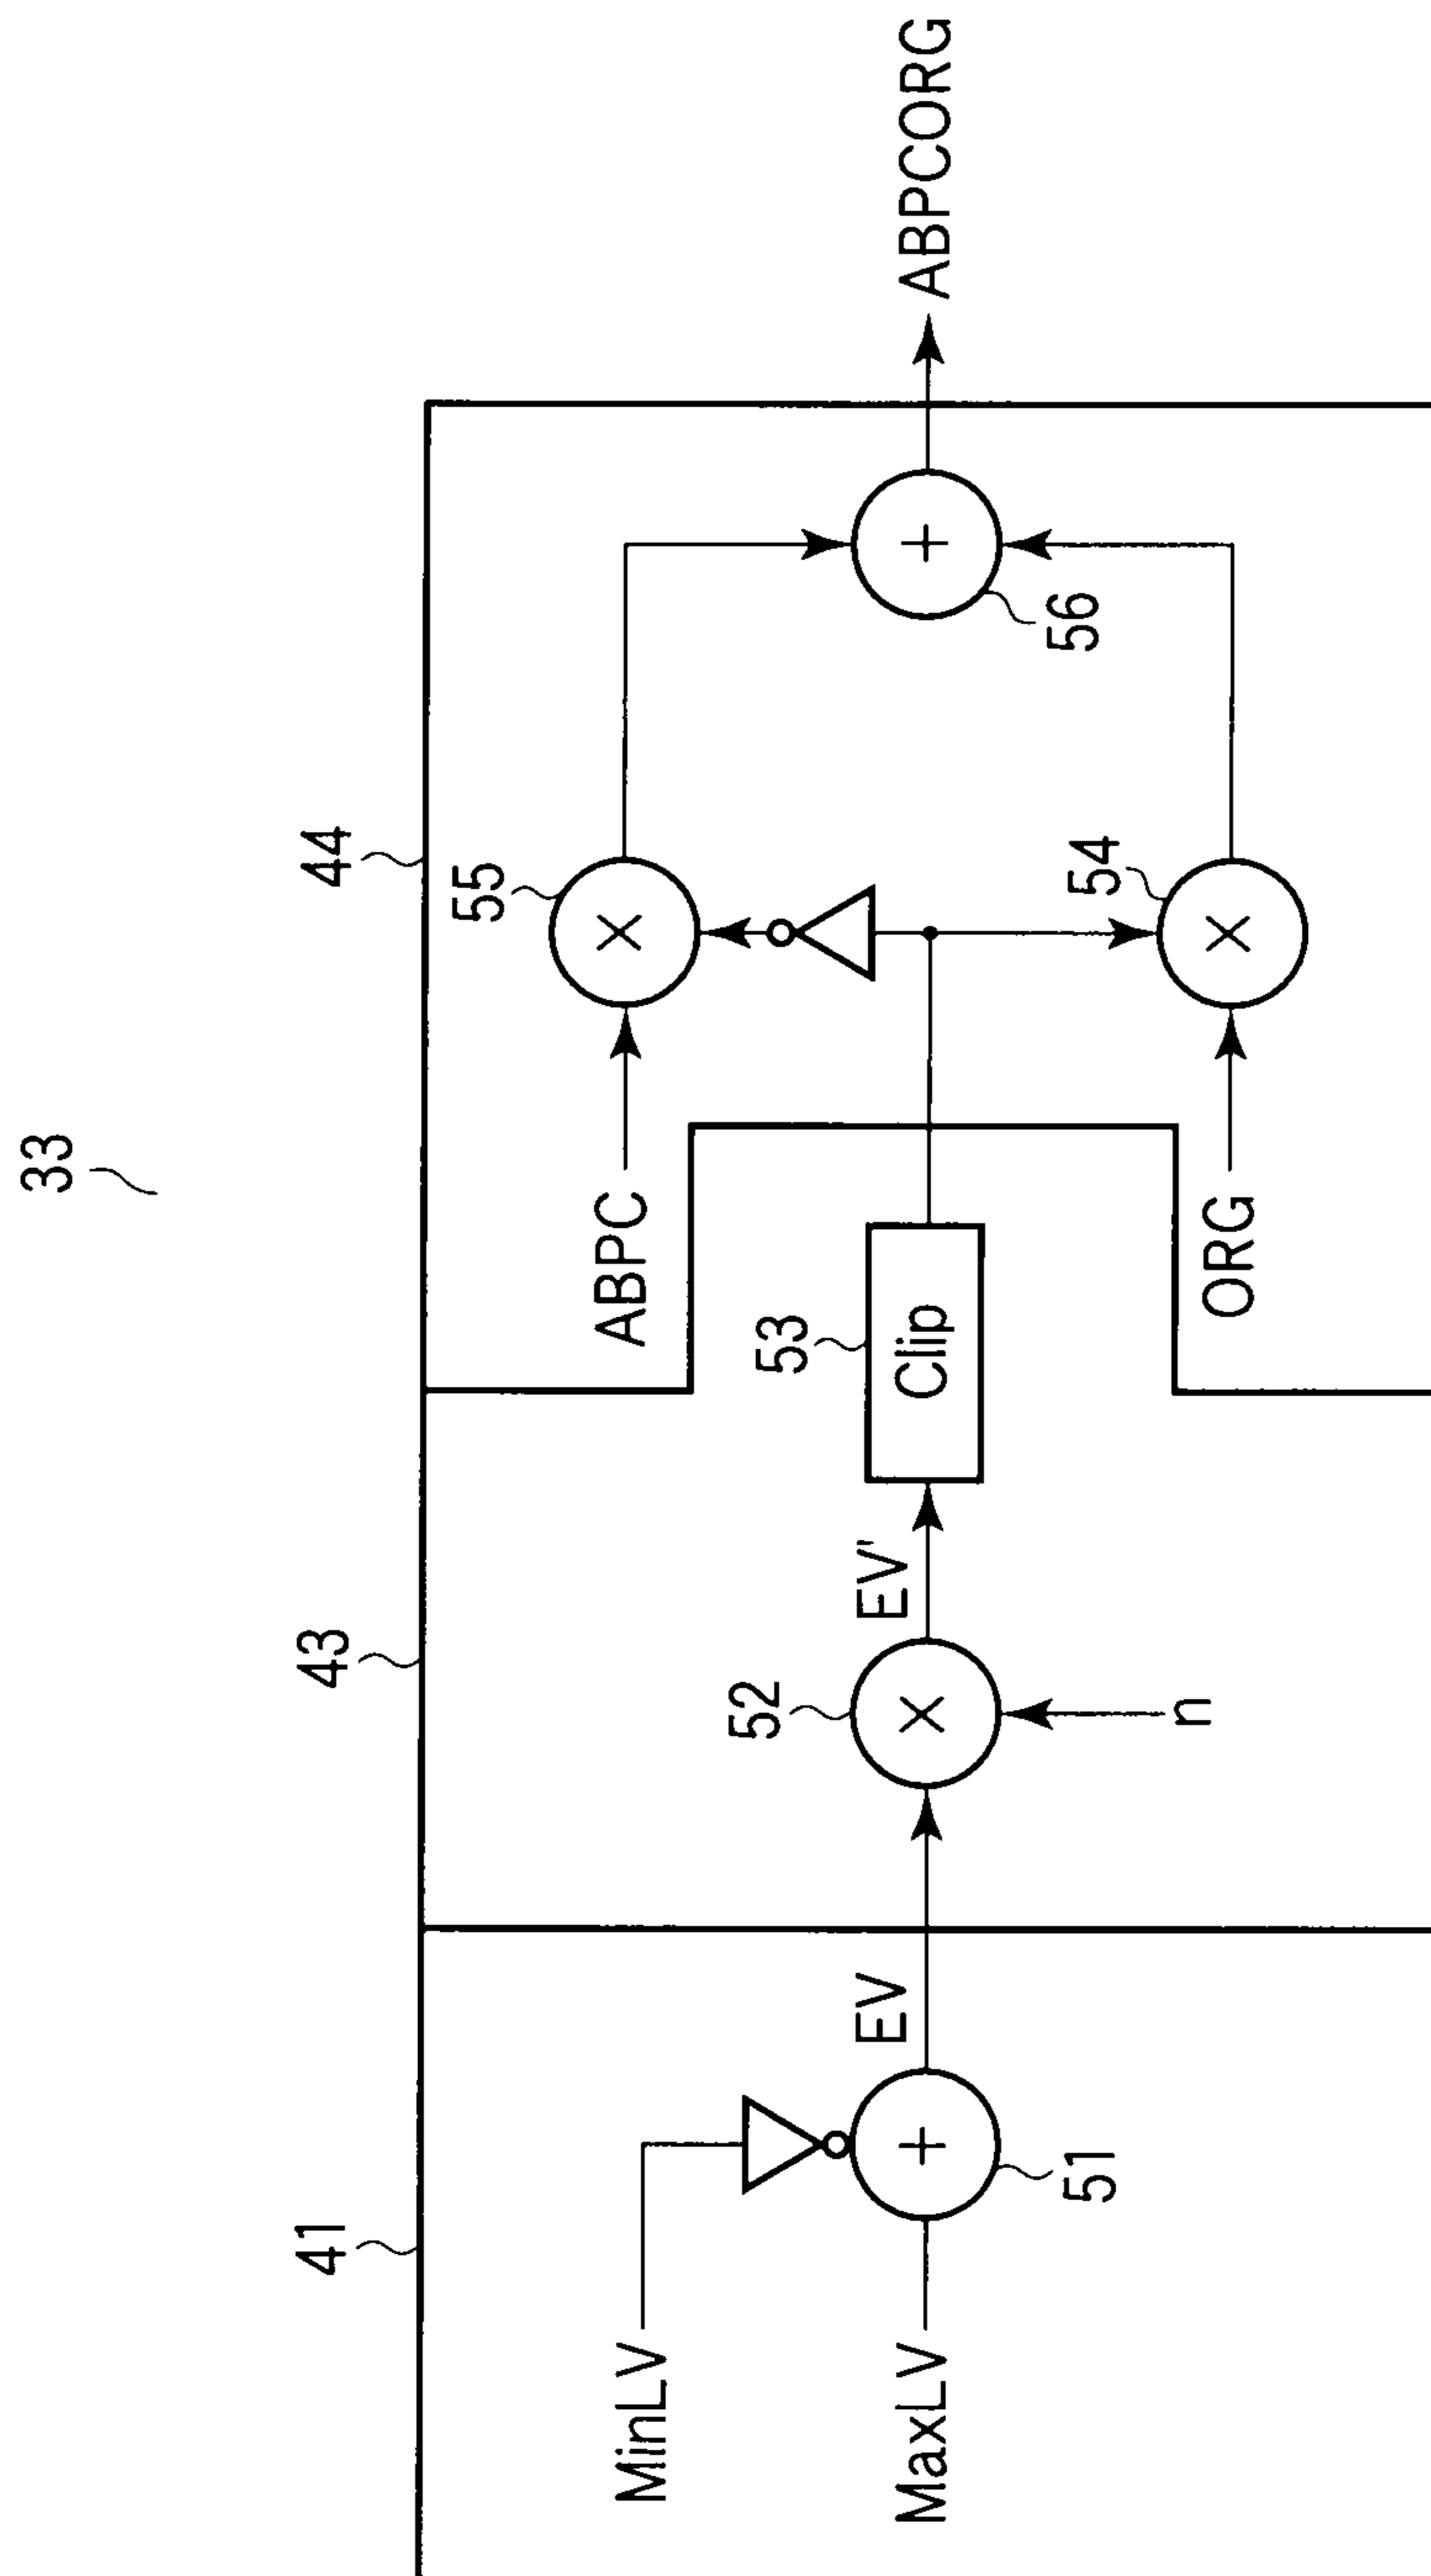 33
41
43
44
MinLV
MaxLV
51
EV
52
n
EV'
53
Clip
ABPC
ORG
55
54
56
ABPCORG